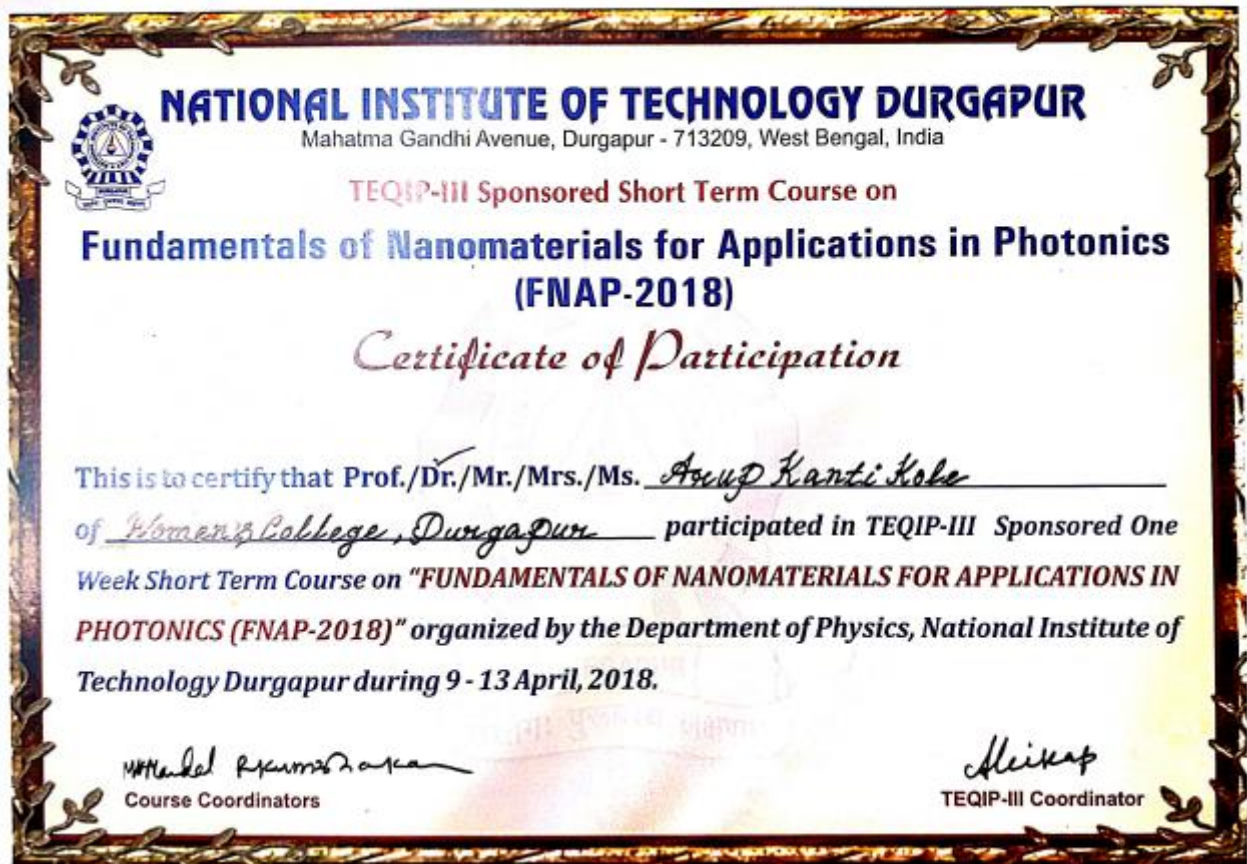 NATIONAL INSTITUTE OF TECHNOLOGY DURGAPUR
Mahatma Gandhi Avenue, Durgapur - 713209, West Bengal, India
TEQIP-III Sponsored Short Term Course on
Fundamentals of Nanomaterials for Applications in Photonics
(FNAP-2018)
Certificate of Participation
This is to certify that Prof./Dr./Mr./Mrs./Ms. Arup Kanti Kole
of Women's College, Durgapur participated in TEQIP-III Sponsored One
Week Short Term Course on "FUNDAMENTALS OF NANOMATERIALS FOR APPLICATIONS IN
PHOTONICS (FNAP-2018)" organized by the Department of Physics, National Institute of
Technology Durgapur during 9 - 13 April, 2018.
Course Coordinators
TEQIP-III Coordinator